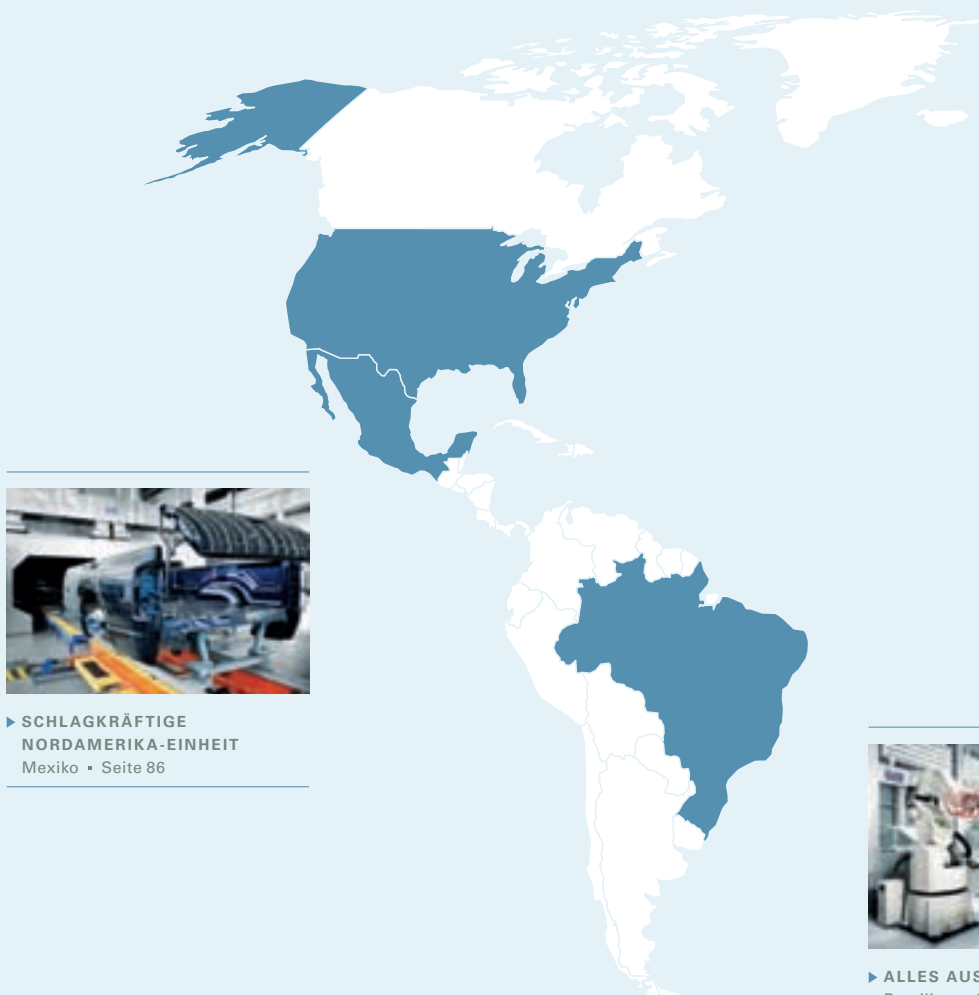 ▶ SCHLAGKRÄFTIGE
NORDAMERIKA-EINHEIT
Mexiko ▪ Seite 86
▶ ALLES AUS